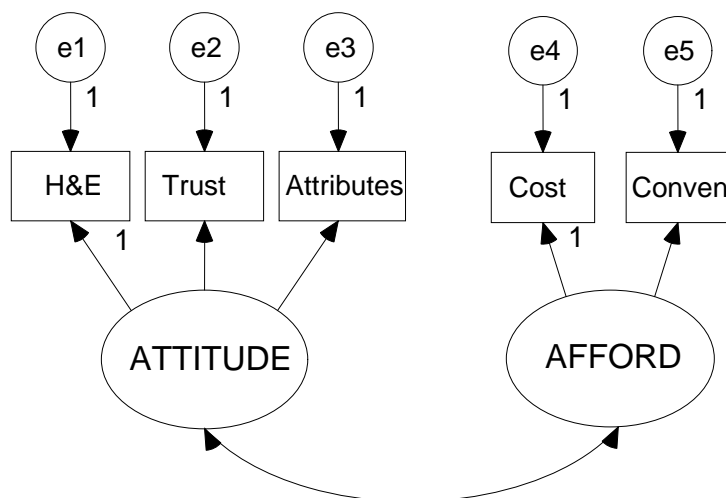 e1 e2 e3 e4 e5
1 1 1 1 1
H&E Trust Attributes Cost Conven
1 1
ATTITUDE AFFORD